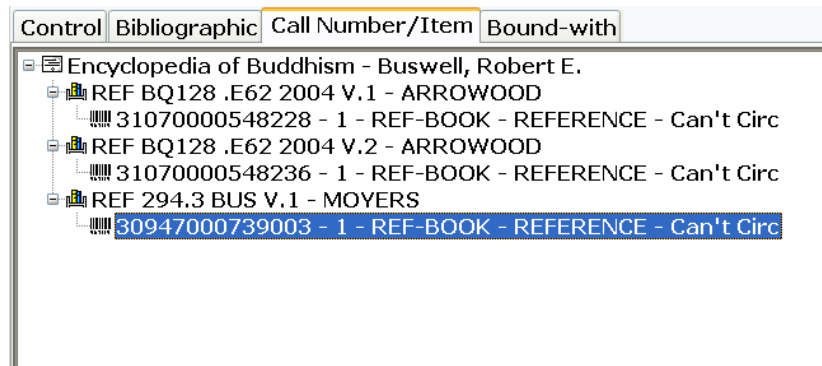 Control Bibliographic Call Number/Item Bound-with
Encyclopedia of Buddhism - Buswell, Robert E.
REF BQ128 .E62 2004 V.1 - ARROWOOD
31070000548228 - 1 - REF-BOOK - REFERENCE - Can't Circ
REF BQ128 .E62 2004 V.2 - ARROWOOD
31070000548236 - 1 - REF-BOOK - REFERENCE - Can't Circ
REF 294.3 BUS V.1 - MOYERS
30947000739003 - 1 - REF-BOOK - REFERENCE - Can't Circ